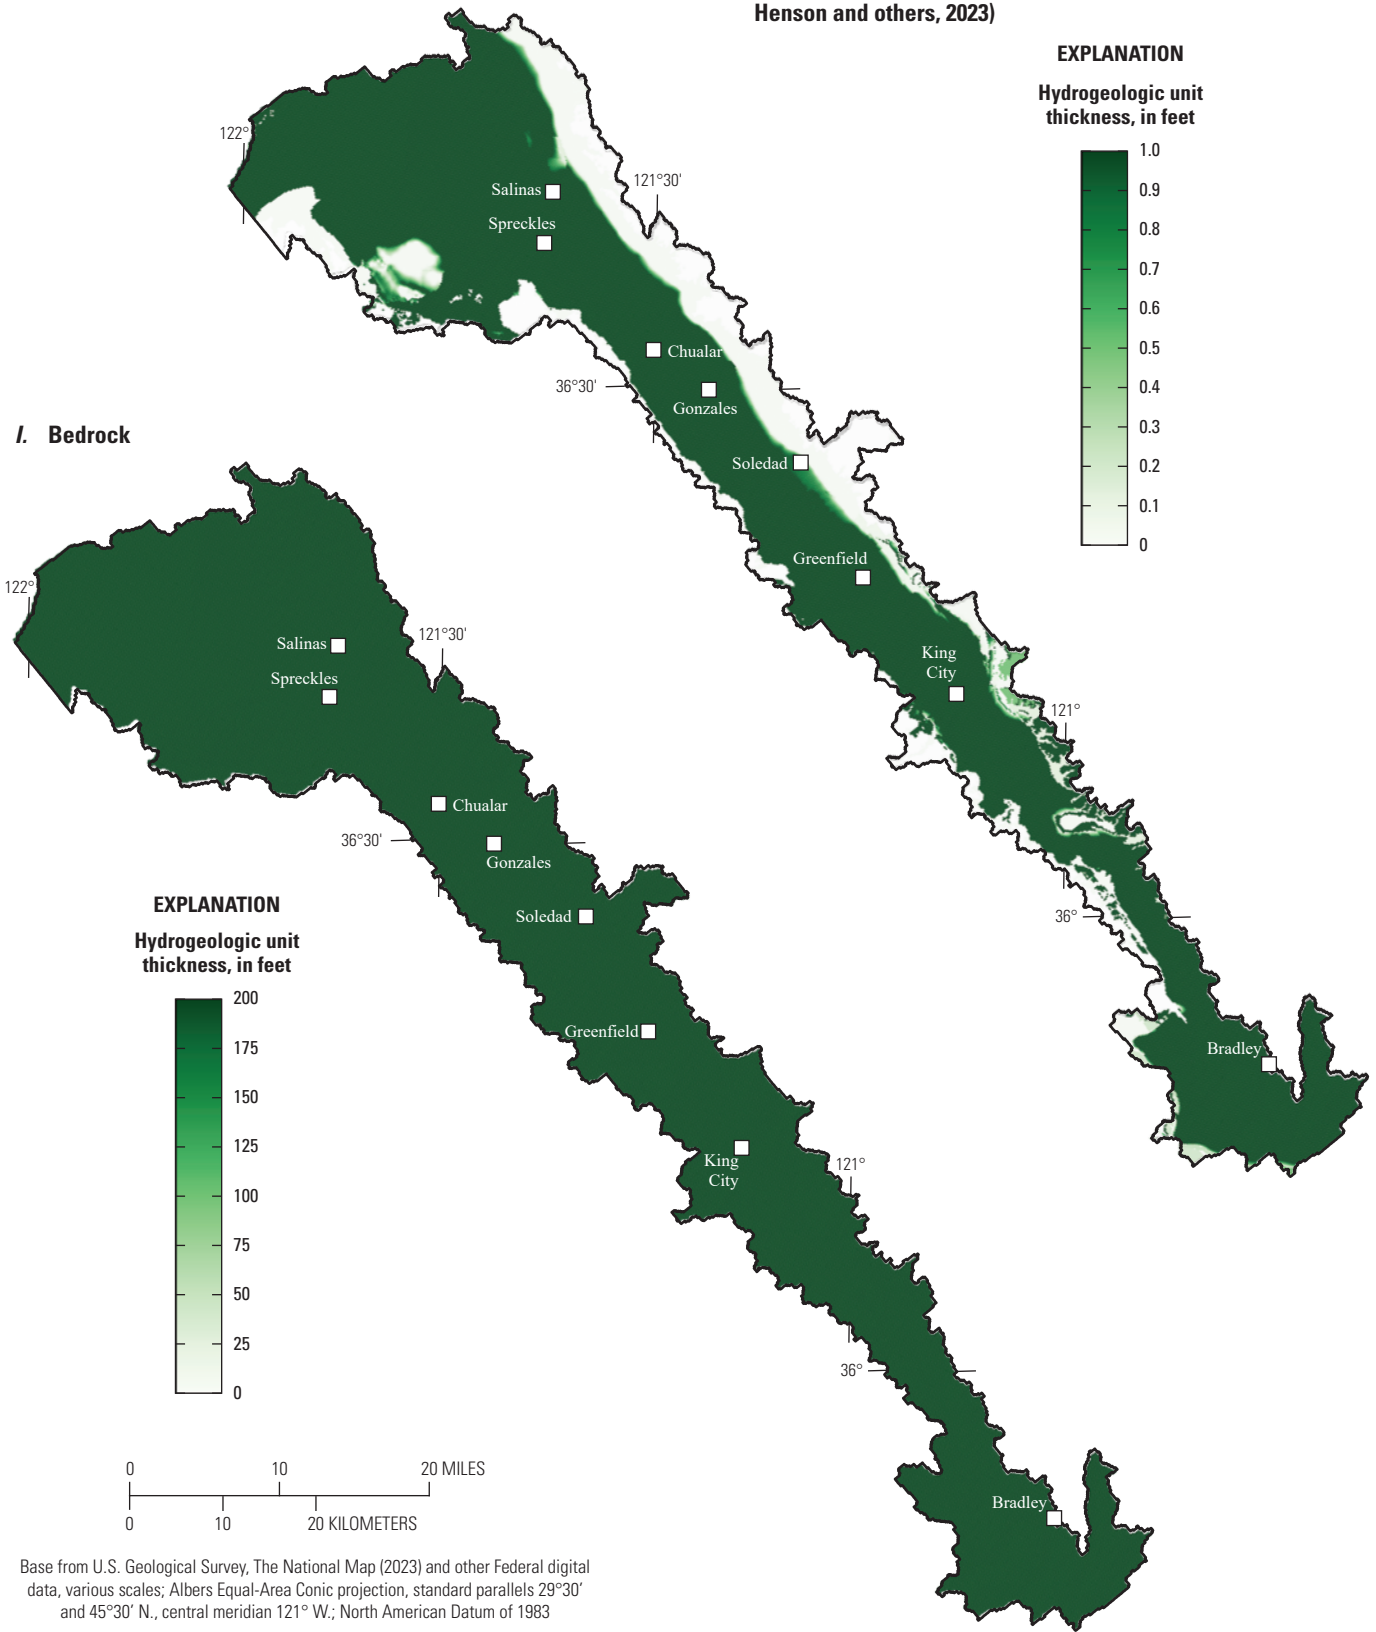 Henson and others, 2023)
EXPLANATION
Hydrogeologic unit
thickness, in feet
1.0
0.9
0.8
0.7
0.6
0.5
0.4
0.3
0.2
0.1
0
122°
121°30'
Salinas
Spreckles
Chualar
36°30'
Gonzales
Soledad
Greenfield
King
City
121°
36°
Bradley
I. Bedrock
122°
121°30'
Salinas
Spreckles
Chualar
36°30'
Gonzales
Soledad
Greenfield
King
City
121°
36°
Bradley
EXPLANATION
Hydrogeologic unit
thickness, in feet
200
175
150
125
100
75
50
25
0
0 10 20 MILES
0 10 20 KILOMETERS
Base from U.S. Geological Survey, The National Map (2023) and other Federal digital
data, various scales; Albers Equal-Area Conic projection, standard parallels 29°30′
and 45°30′ N., central meridian 121° W.; North American Datum of 1983